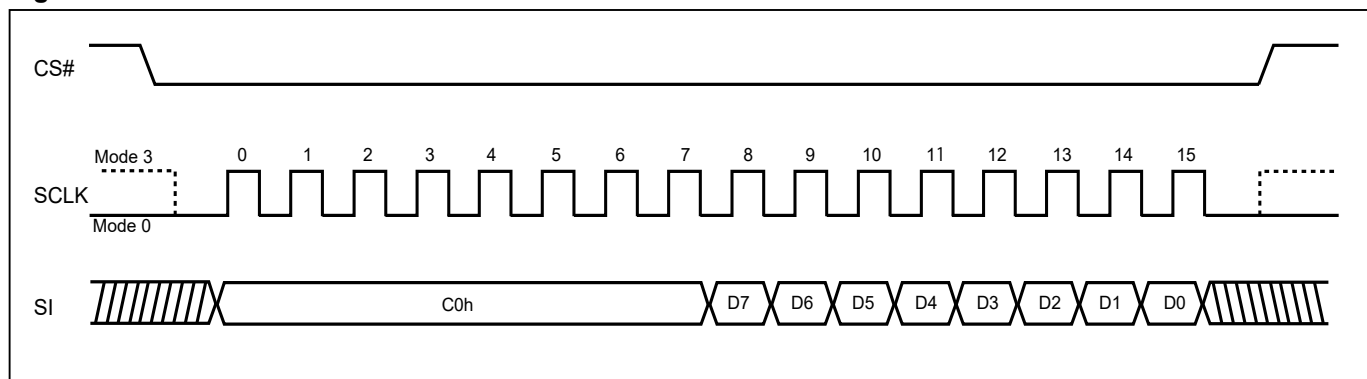 CS#
Mode 3 0 1 2 3 4 5 6 7 8 9 10 11 12 13 14 15
SCLK
Mode 0
SI C0h D7 D6 D5 D4 D3 D2 D1 D0